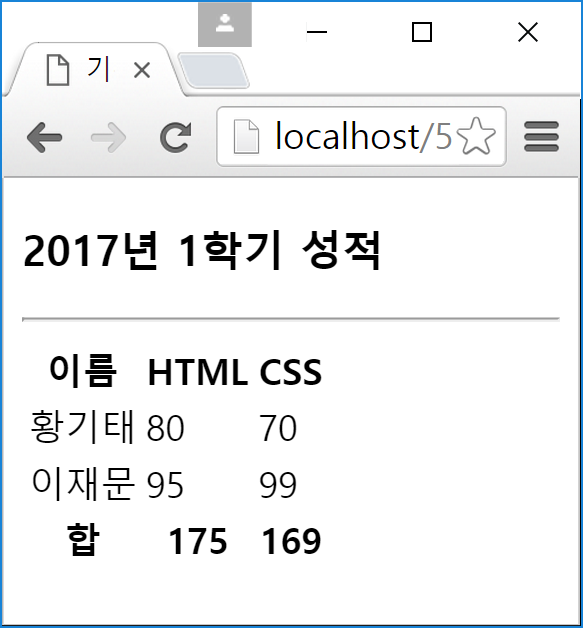 기
localhost/5
2017년 1학기 성적
이름 HTML CSS
황기태 80 70
이재문 95 99
합 175 169